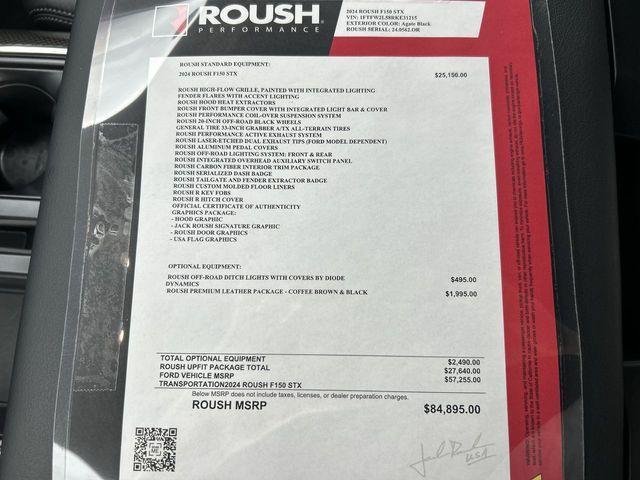 ROUSH
PERFORMANCE
2024 ROUSH F150 STX
VIN: 1FTFW2L58RKE31215
EXTERIOR COLOR: Agate Black
ROUSH SERIAL: 24.0562.OR
ROUSH STANDARD EQUIPMENT:
2024 ROUSH F150 STX $25,150.00
ROUSH HIGH-FLOW GRILLE, PAINTED WITH INTEGRATED LIGHTING
FENDER FLARES WITH ACCENT LIGHTING
ROUSH HOOD HEAT EXTRACTORS
ROUSH FRONT BUMPER COVER WITH INTEGRATED LIGHT BAR & COVER
ROUSH PERFORMANCE COIL-OVER SUSPENSION SYSTEM
ROUSH 20-INCH OFF-ROAD BLACK WHEELS
GENERAL TIRE 33-INCH GRABBER A/TX ALL-TERRAIN TIRES
ROUSH PERFORMANCE ACTIVE EXHAUST SYSTEM
ROUSH LASER-ETCHED DUAL EXHAUST TIPS (FORD MODEL DEPENDENT)
ROUSH ALUMINUM PEDAL COVERS
ROUSH OFF-ROAD LIGHTING SYSTEM: FRONT & REAR
ROUSH INTEGRATED OVERHEAD AUXILIARY SWITCH PANEL
ROUSH CARBON FIBER INTERIOR TRIM PACKAGE
ROUSH SERIALIZED DASH BADGE
ROUSH TAILGATE AND FENDER EXTRACTOR BADGE
ROUSH CUSTOM MOLDED FLOOR LINERS
ROUSH R KEY FOBS
ROUSH R HITCH COVER
OFFICIAL CERTIFICATE OF AUTHENTICITY
GRAPHICS PACKAGE:
- HOOD GRAPHIC
- JACK ROUSH SIGNATURE GRAPHIC
- ROUSH DOOR GRAPHICS
- USA FLAG GRAPHICS
OPTIONAL EQUIPMENT:
ROUSH OFF-ROAD DITCH LIGHTS WITH COVERS BY DIODE $495.00
DYNAMICS
ROUSH PREMIUM LEATHER PACKAGE - COFFEE BROWN & BLACK $1,995.00
TOTAL OPTIONAL EQUIPMENT $2,490.00
ROUSH UPFIT PACKAGE TOTAL $27,640.00
FORD VEHICLE MSRP $57,255.00
TRANSPORTATION2024 ROUSH F150 STX
Below MSRP does not include taxes, licenses, or dealer preparation charges.
ROUSH MSRP $84,895.00
USA